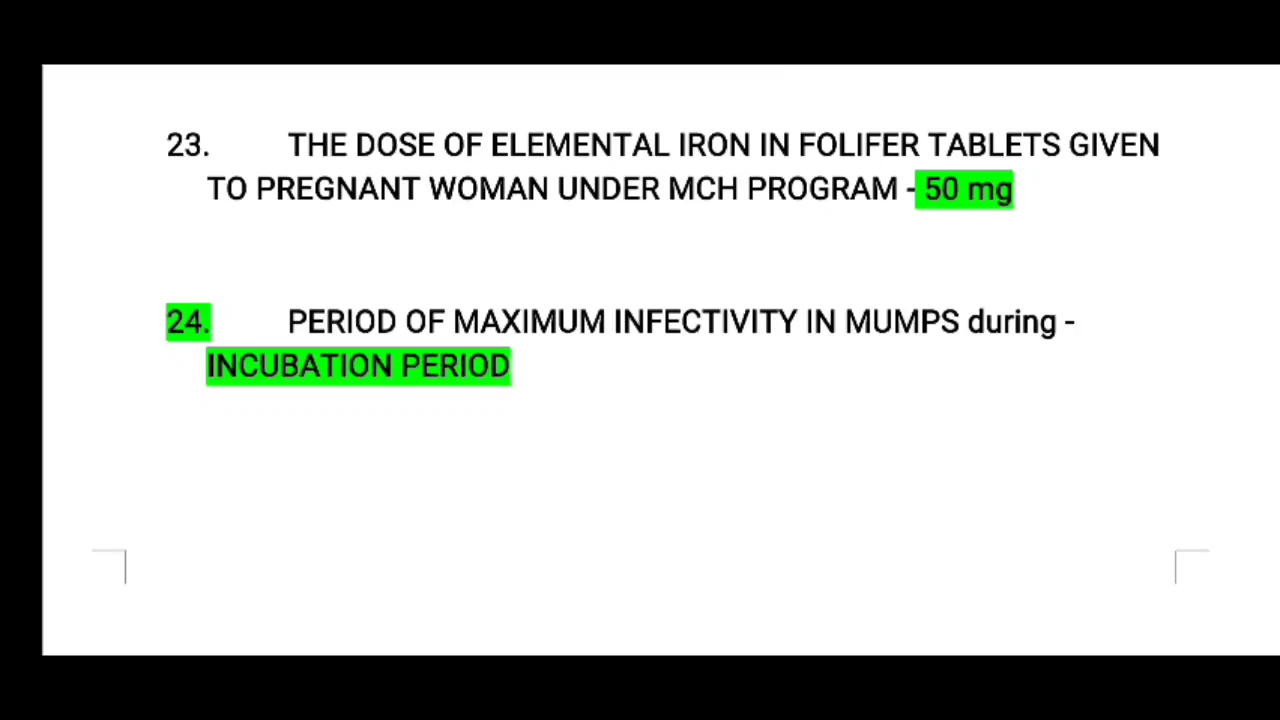 23. THE DOSE OF ELEMENTAL IRON IN FOLIFER TABLETS GIVEN
TO PREGNANT WOMAN UNDER MCH PROGRAM - 50 mg
24. PERIOD OF MAXIMUM INFECTIVITY IN MUMPS during -
INCUBATION PERIOD